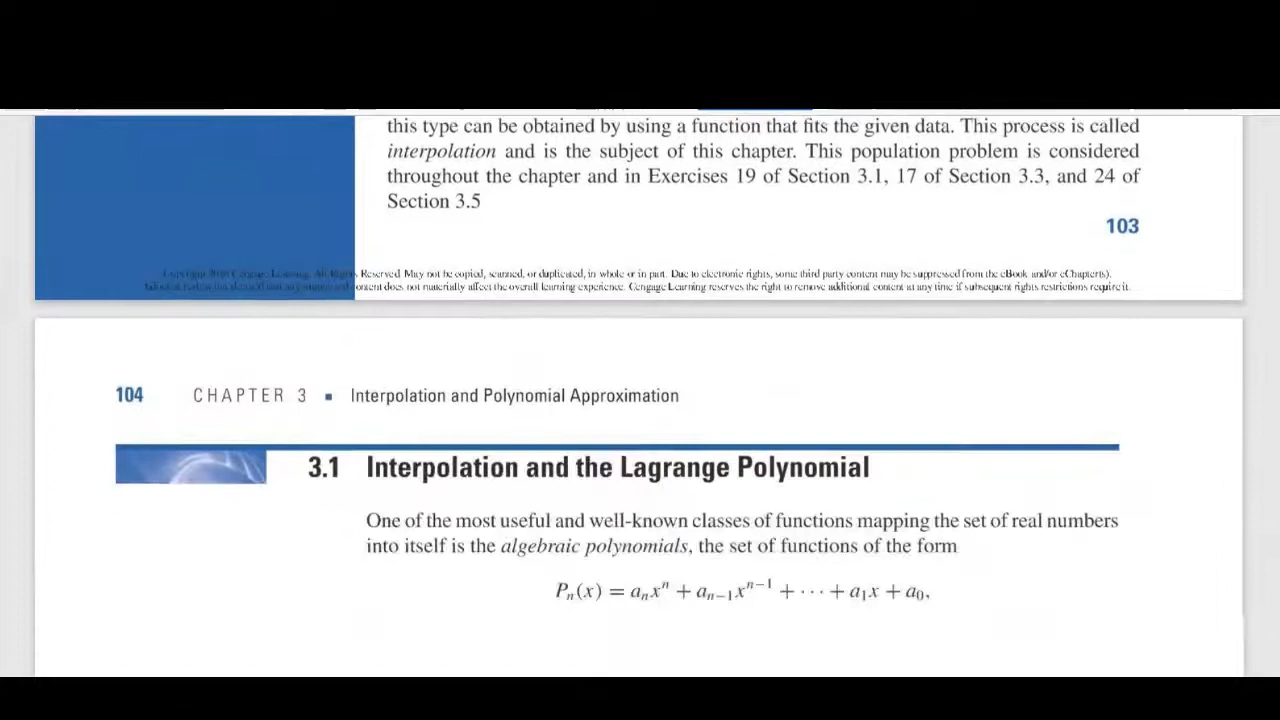 this type can be obtained by using a function that fits the given data. This process is called
interpolation and is the subject of this chapter. This population problem is considered
throughout the chapter and in Exercises 19 of Section 3.1, 17 of Section 3.3, and 24 of
Section 3.5
103
Copyright 2010 Cengage Learning. All Rights Reserved. May not be copied, scanned, or duplicated, in whole or in part. Due to electronic rights, some third party content may be suppressed from the eBook and/or eChapter(s).
content does not materially affect the overall learning experience. Cengage Learning reserves the right to remove additional content at any time if subsequent rights restrictions require it.
104 CHAPTER 3 ■ Interpolation and Polynomial Approximation
3.1 Interpolation and the Lagrange Polynomial
One of the most useful and well-known classes of functions mapping the set of real numbers
into itself is the algebraic polynomials, the set of functions of the form
Pₙ(x) = aₙxⁿ + aₙ₋₁xⁿ⁻¹ + · · · + a₁x + a₀,